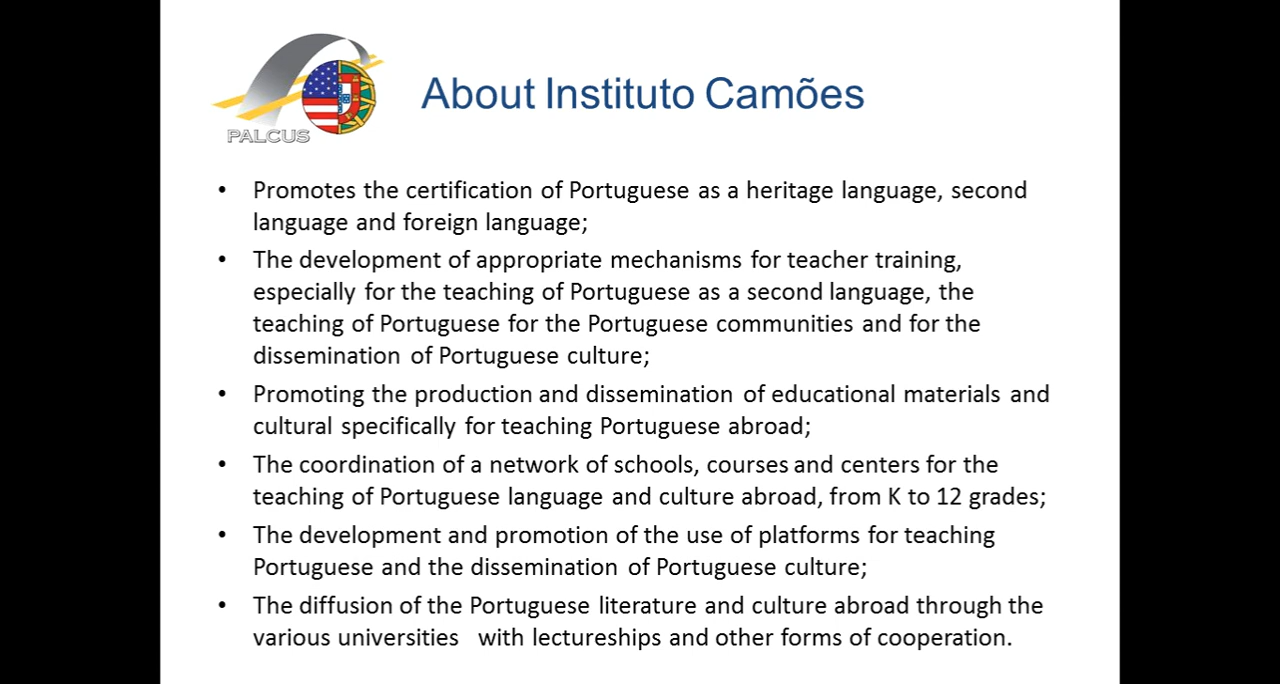 PALCUS
About Instituto Camões
• Promotes the certification of Portuguese as a heritage language, second
language and foreign language;
• The development of appropriate mechanisms for teacher training,
especially for the teaching of Portuguese as a second language, the
teaching of Portuguese for the Portuguese communities and for the
dissemination of Portuguese culture;
• Promoting the production and dissemination of educational materials and
cultural specifically for teaching Portuguese abroad;
• The coordination of a network of schools, courses and centers for the
teaching of Portuguese language and culture abroad, from K to 12 grades;
• The development and promotion of the use of platforms for teaching
Portuguese and the dissemination of Portuguese culture;
• The diffusion of the Portuguese literature and culture abroad through the
various universities with lectureships and other forms of cooperation.